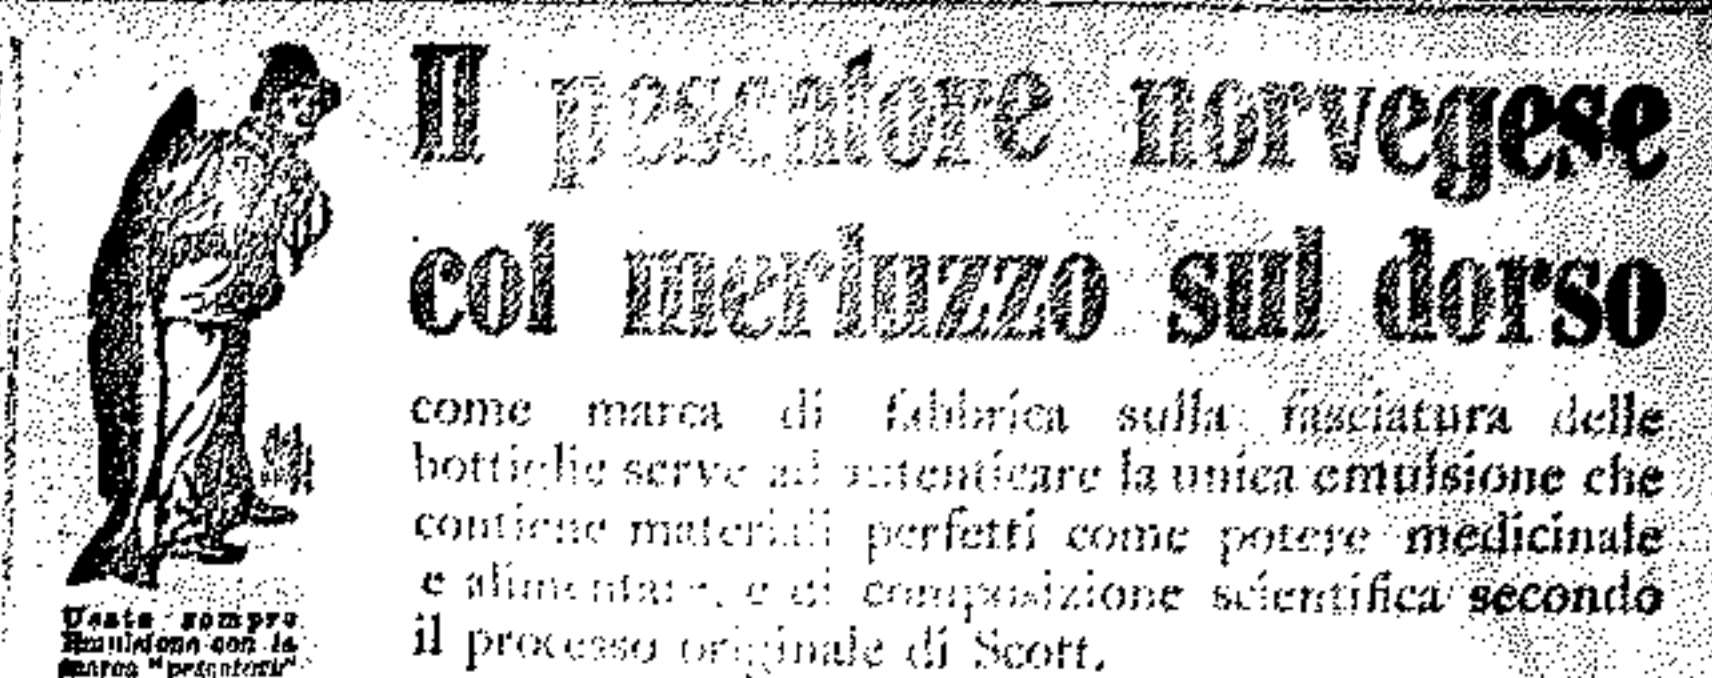 Il pescatore norvegese
col merluzzo sul dorso
come marca di fabbrica sulla fasciatura delle
bottiglie serve ad autenticare la unica emulsione che
contiene materiali perfetti come potere medicinale
e alimentare, e di composizione scientifica secondo
il processo originale di Scott.
Usate sempre
Emulsione con la
marca "pescatore"